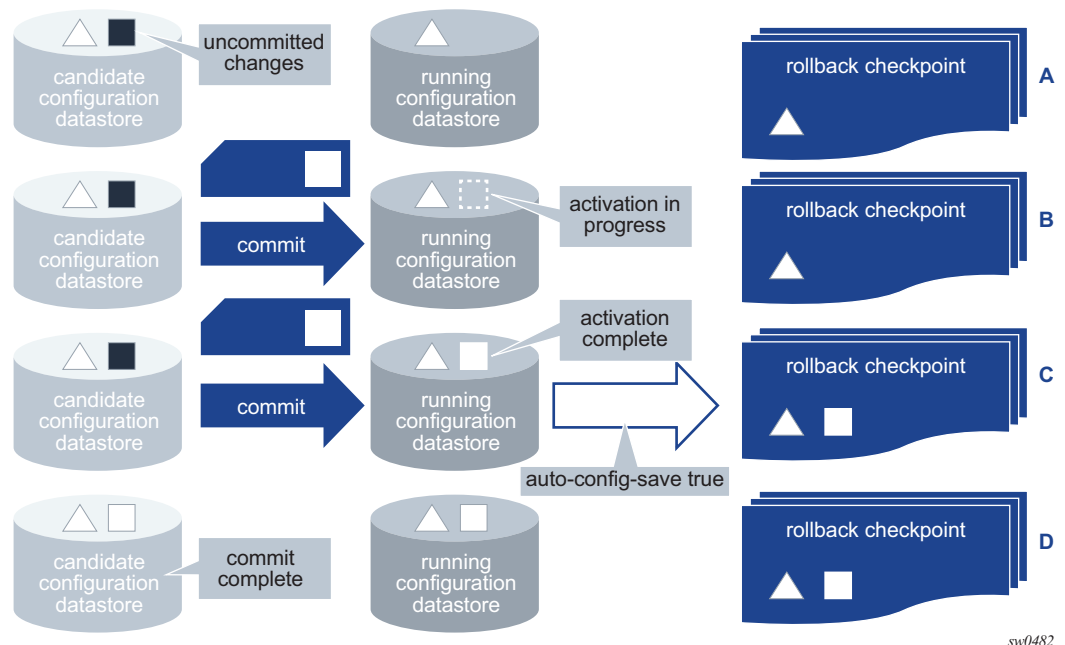 uncommitted
changes
candidate
configuration
datastore
running
configuration
datastore
rollback checkpoint
A
commit
candidate
configuration
datastore
running
configuration
datastore
activation in
progress
rollback checkpoint
B
commit
candidate
configuration
datastore
running
configuration
datastore
activation
complete
auto-config-save true
rollback checkpoint
C
candidate
configuration
datastore
commit
complete
running
configuration
datastore
rollback checkpoint
D
sw0482